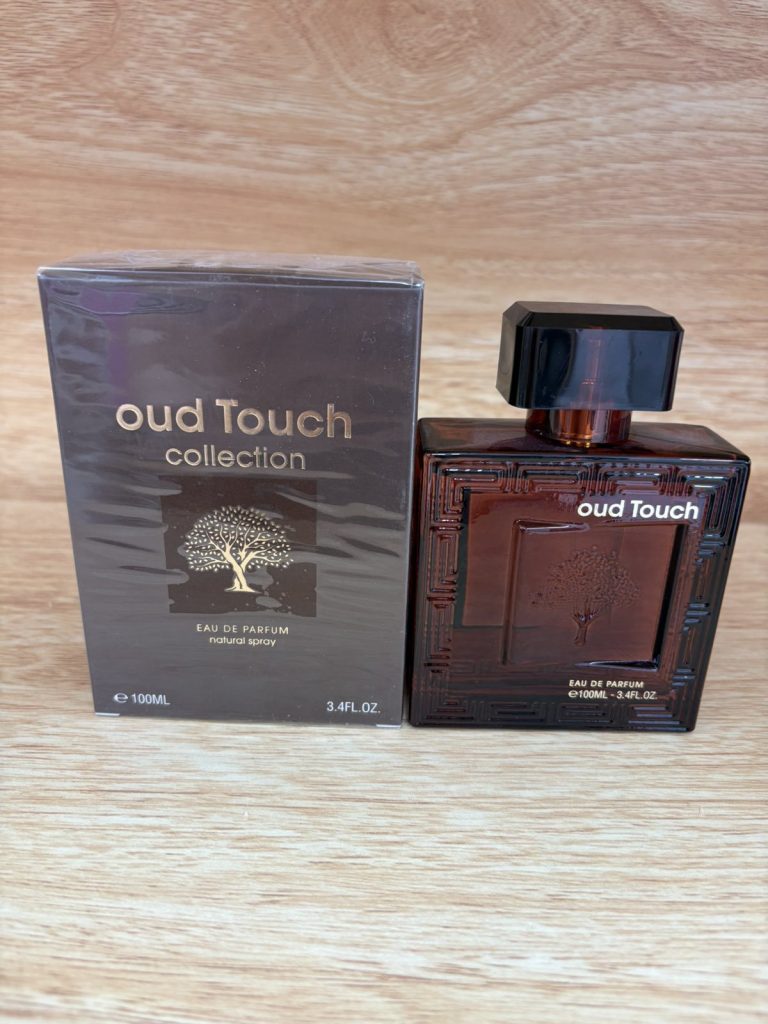 oud Touch
collection
EAU DE PARFUM
natural spray
℮ 100ML
3.4FL.OZ.
oud Touch
EAU DE PARFUM
℮100ML - 3.4FL.OZ.